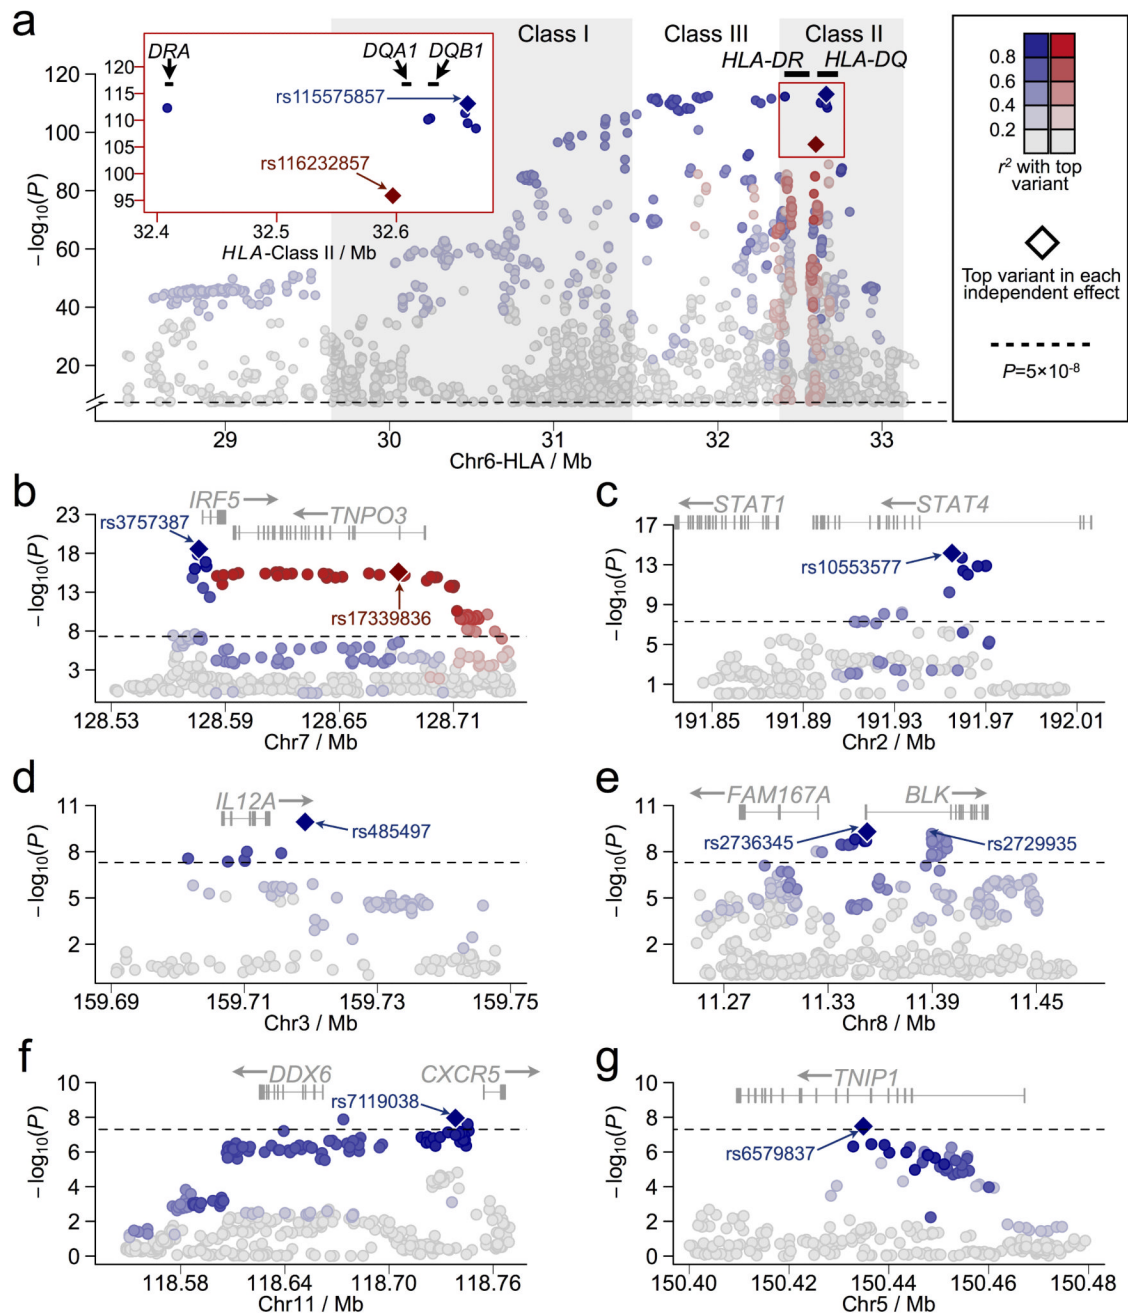 a
Class I
Class III
Class II
HLA-DR
HLA-DQ
−log10(P)
120
100
80
60
40
20
DRA
DQA1
DQB1
120
115
110
105
100
95
rs115575857
rs116232857
32.4
32.5
32.6
HLA-Class II / Mb
29
30
31
32
33
Chr6-HLA / Mb
0.8
0.6
0.4
0.2
r² with top
variant
Top variant in each
independent effect
P=5×10⁻⁸
b
IRF5
TNPO3
rs3757387
rs17339836
−log10(P)
23
18
13
8
3
128.53
128.59
128.65
128.71
Chr7 / Mb
c
STAT1
STAT4
rs10553577
−log10(P)
17
13
9
5
1
191.85
191.89
191.93
191.97
192.01
Chr2 / Mb
d
IL12A
rs485497
−log10(P)
11
8
5
2
159.69
159.71
159.73
159.75
Chr3 / Mb
e
FAM167A
BLK
rs2736345
rs2729935
−log10(P)
11
8
5
2
11.27
11.33
11.39
11.45
Chr8 / Mb
f
DDX6
CXCR5
rs7119038
−log10(P)
10
8
6
4
2
0
118.58
118.64
118.70
118.76
Chr11 / Mb
g
TNIP1
rs6579837
−log10(P)
10
8
6
4
2
0
150.40
150.42
150.44
150.46
150.48
Chr5 / Mb